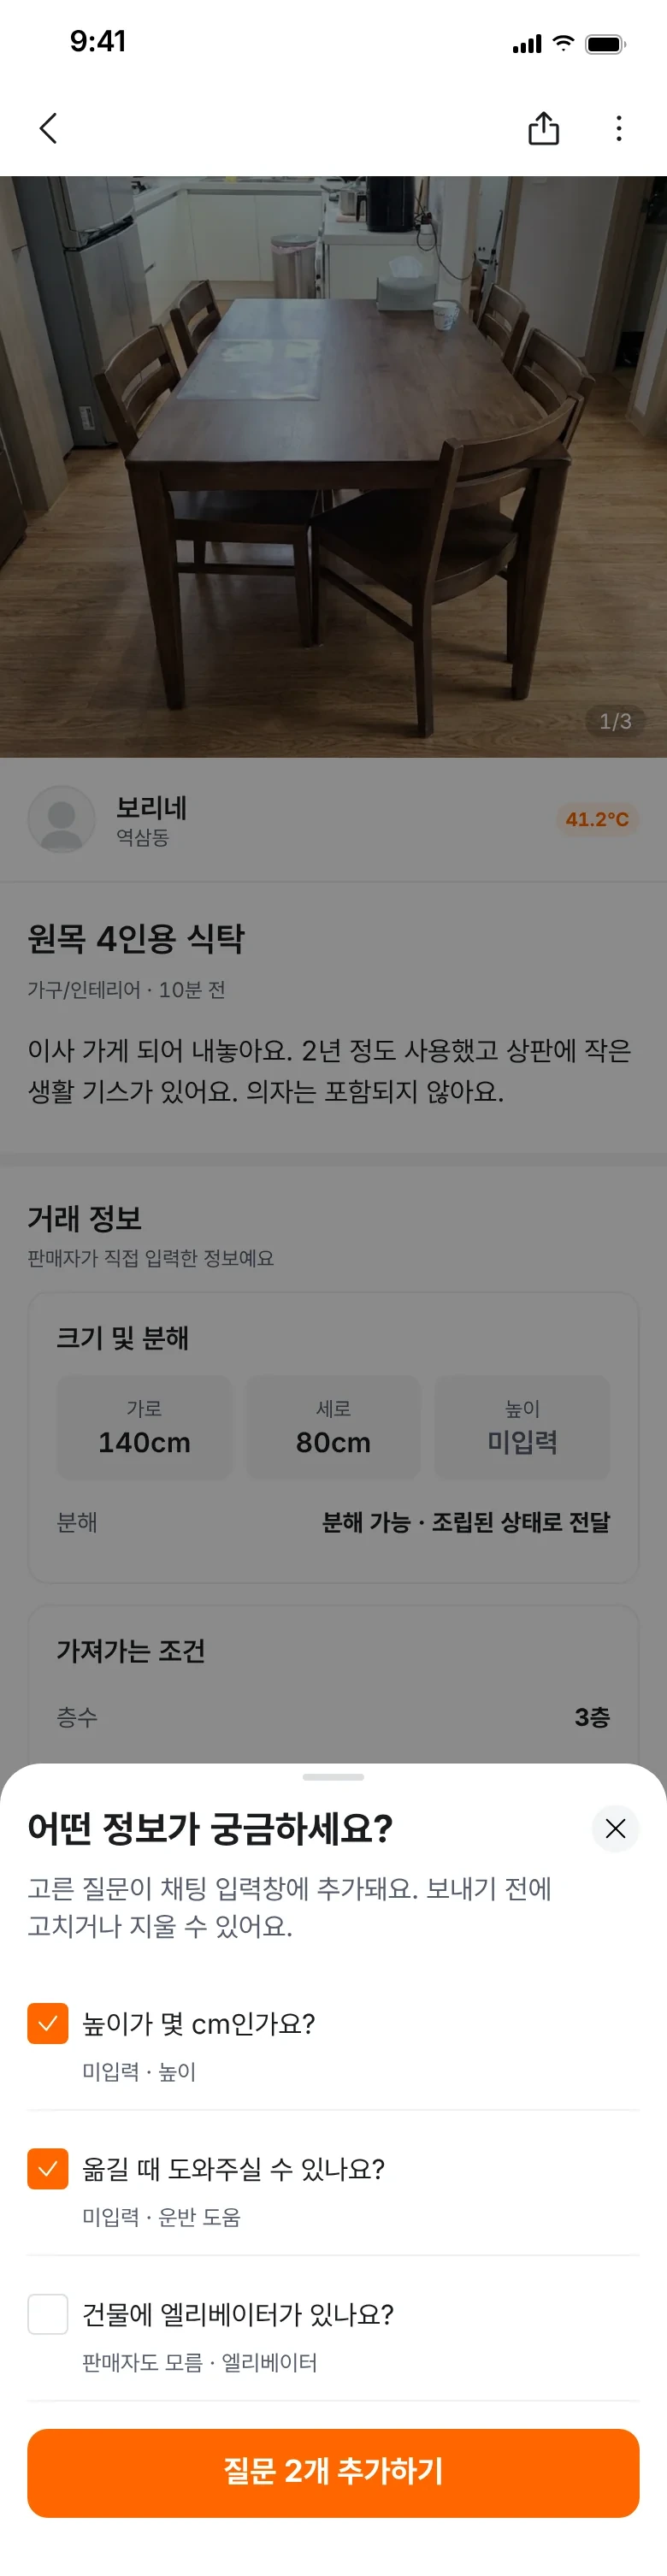 9:41
1/3
보리네
역삼동
41.2°C
원목 4인용 식탁
가구/인테리어 · 10분 전
이사 가게 되어 내놓아요. 2년 정도 사용했고 상판에 작은
생활 기스가 있어요. 의자는 포함되지 않아요.
거래 정보
판매자가 직접 입력한 정보예요
크기 및 분해
가로 세로 높이
140cm 80cm 미입력
분해 분해 가능 · 조립된 상태로 전달
가져가는 조건
층수 3층
어떤 정보가 궁금하세요?
고른 질문이 채팅 입력창에 추가돼요. 보내기 전에
고치거나 지울 수 있어요.
높이가 몇 cm인가요?
미입력 · 높이
옮길 때 도와주실 수 있나요?
미입력 · 운반 도움
건물에 엘리베이터가 있나요?
판매자도 모름 · 엘리베이터
질문 2개 추가하기